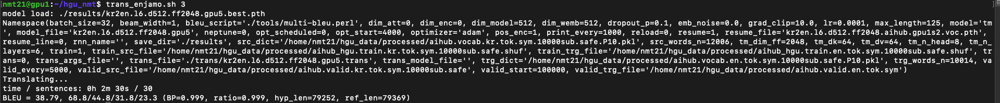 [nmt21@gpu1:~/hgu_nmt$ trans_enjamo.sh 3 ]
model load: ./results/kr2en.l6.d512.ff2048.gpu5.best.pth
Namespace(batch_size=32, beam_width=1, bleu_script='./tools/multi-bleu.perl', dim_att=0, dim_enc=0, dim_model=512, dim_wemb=512, dropout_p=0.1, emb_noise=0.0, grad_clip=10.0, lr=0.0001, max_length=125, model='tm
', model_file='kr2en.l6.d512.ff2048.gpu5', neptune=0, opt_scheduled=0, opt_start=4000, optimizer='adam', pos_enc=1, print_every=1000, reload=0, resume=1, resume_file='kr2en.l6.d512.ff2048.aihub.gpu1s2.voc.pth',
resume_line=0, rnn_name='', save_dir='./results', src_dict='/home/nmt21/hgu_data/processed/aihub.vocab.kr.tok.sym.10000sub.safe.P10.pkl', src_words_n=12006, tm_dim_ff=2048, tm_dk=64, tm_dv=64, tm_n_head=8, tm_n_
layers=6, train=1, train_src_file='/home/nmt21/hgu_data/processed/aihub_hgu.train.kr.tok.sym.10000sub.safe.shuf', train_trg_file='/home/nmt21/hgu_data/processed/aihub_hgu.train.en.tok.sym.10000sub.safe.shuf', tr
ans=0, trans_args_file='', trans_file='./trans/kr2en.l6.d512.ff2048.gpu5.trans', trans_model_file='', trg_dict='/home/nmt21/hgu_data/processed/aihub.vocab.en.tok.sym.10000sub.safe.P10.pkl', trg_words_n=10014, va
lid_every=5000, valid_src_file='/home/nmt21/hgu_data/processed/aihub.valid.kr.tok.sym.10000sub.safe', valid_start=100000, valid_trg_file='/home/nmt21/hgu_data/processed/aihub.valid.en.tok.sym')
Translating...
time / sentences: 0h 2m 30s / 30
BLEU = 38.79, 68.8/44.8/31.8/23.3 (BP=0.999, ratio=0.999, hyp_len=79252, ref_len=79369)